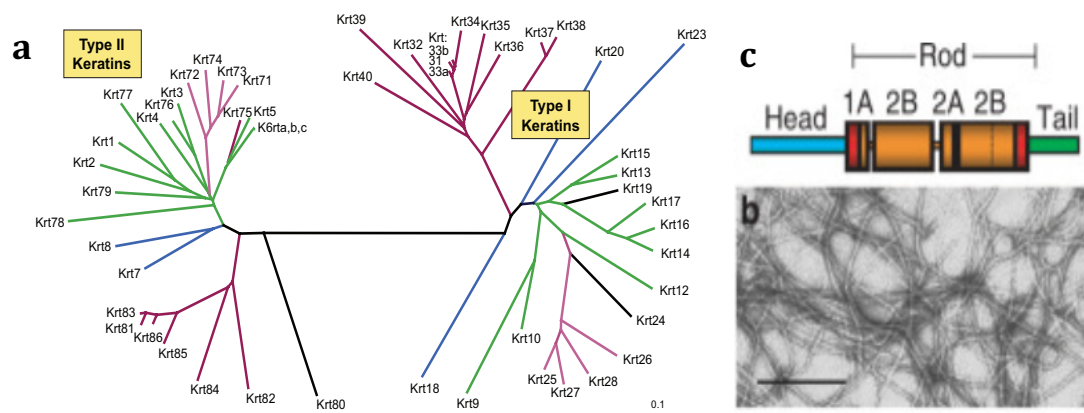 a
Type II
Keratins
Krt74
Krt72
Krt73
Krt71
Krt77
Krt3
Krt76
Krt4
Krt75
Krt5
K6rta,b,c
Krt1
Krt2
Krt79
Krt78
Krt8
Krt7
Krt83
Krt81
Krt86
Krt85
Krt84
Krt82
Krt80
Krt39
Krt32
Krt40
Krt:
33b
31
33a
Krt34
Krt35
Krt36
Krt37
Krt38
Krt20
Krt23
Type I
Keratins
Krt15
Krt13
Krt19
Krt17
Krt16
Krt14
Krt12
Krt24
Krt10
Krt26
Krt25
Krt28
Krt27
Krt18
Krt9
0.1
c
Rod
1A 2B 2A 2B
Head
Tail
b